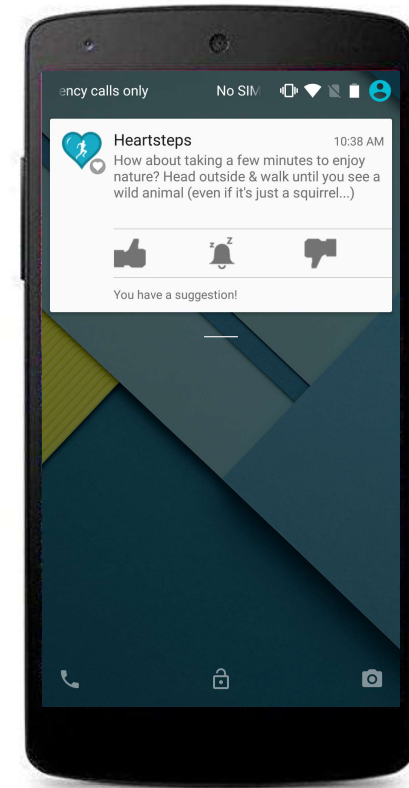 ency calls only No SIM
Heartsteps 10:38 AM
How about taking a few minutes to enjoy
nature? Head outside & walk until you see a
wild animal (even if it's just a squirrel...)
z z
You have a suggestion!